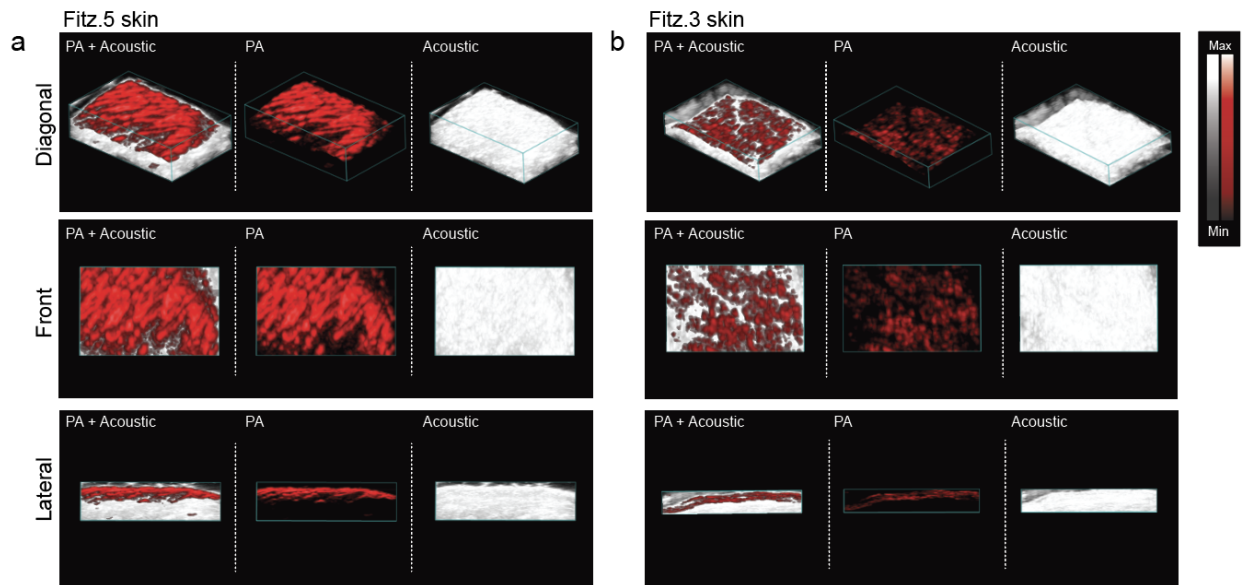 Fitz.5 skin
Fitz.3 skin
a
b
PA + Acoustic
PA
Acoustic
PA + Acoustic
PA
Acoustic
Max
Min
Diagonal
PA + Acoustic
PA
Acoustic
PA + Acoustic
PA
Acoustic
Front
PA + Acoustic
PA
Acoustic
PA + Acoustic
PA
Acoustic
Lateral